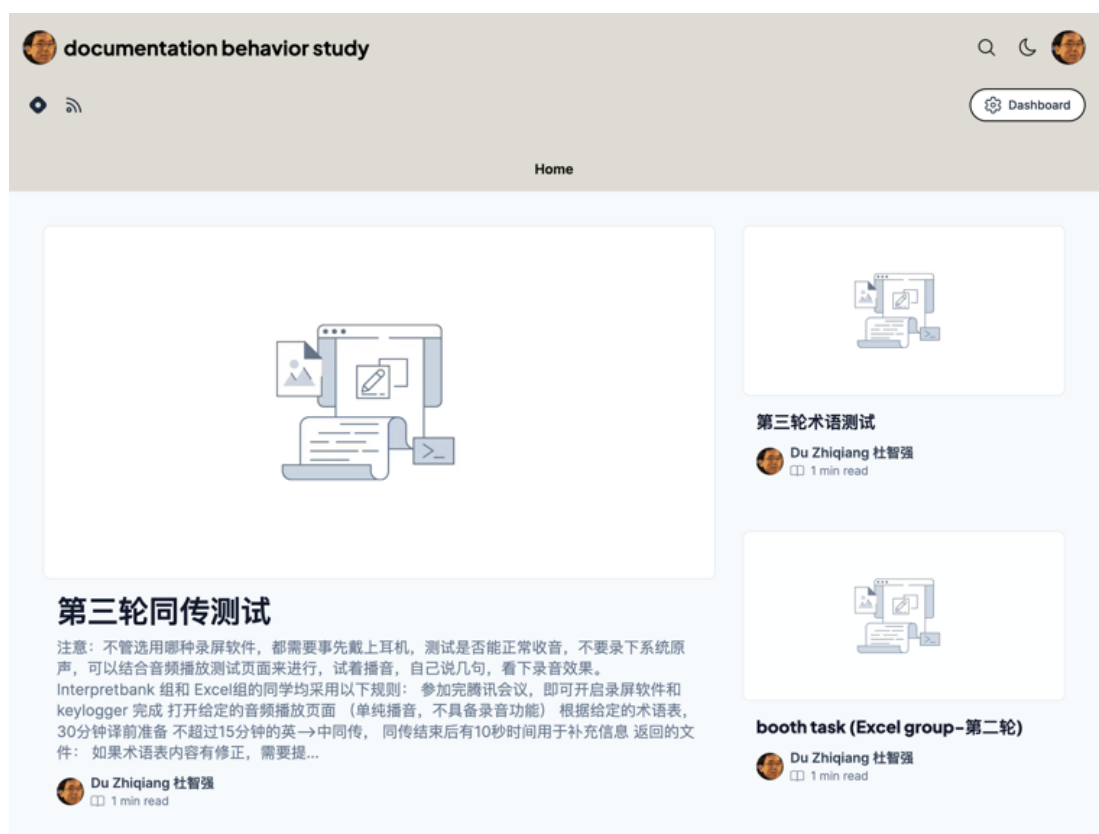 documentation behavior study
Dashboard
Home
第三轮同传测试
注意：不管选用哪种录屏软件，都需要事先戴上耳机，测试是否能正常收音，不要录下系统原
声，可以结合音频播放测试页面来进行，试着播音，自己说几句，看下录音效果。
Interpretbank 组和 Excel组的同学均采用以下规则： 参加完腾讯会议，即可开启录屏软件和
keylogger 完成 打开给定的音频播放页面 （单纯播音，不具备录音功能） 根据给定的术语表，
30分钟译前准备 不超过15分钟的英—>中同传， 同传结束后有10秒时间用于补充信息 返回的文
件： 如果术语表内容有修正，需要提...
Du Zhiqiang 杜智强
1 min read
第三轮术语测试
Du Zhiqiang 杜智强
1 min read
booth task (Excel group-第二轮)
Du Zhiqiang 杜智强
1 min read